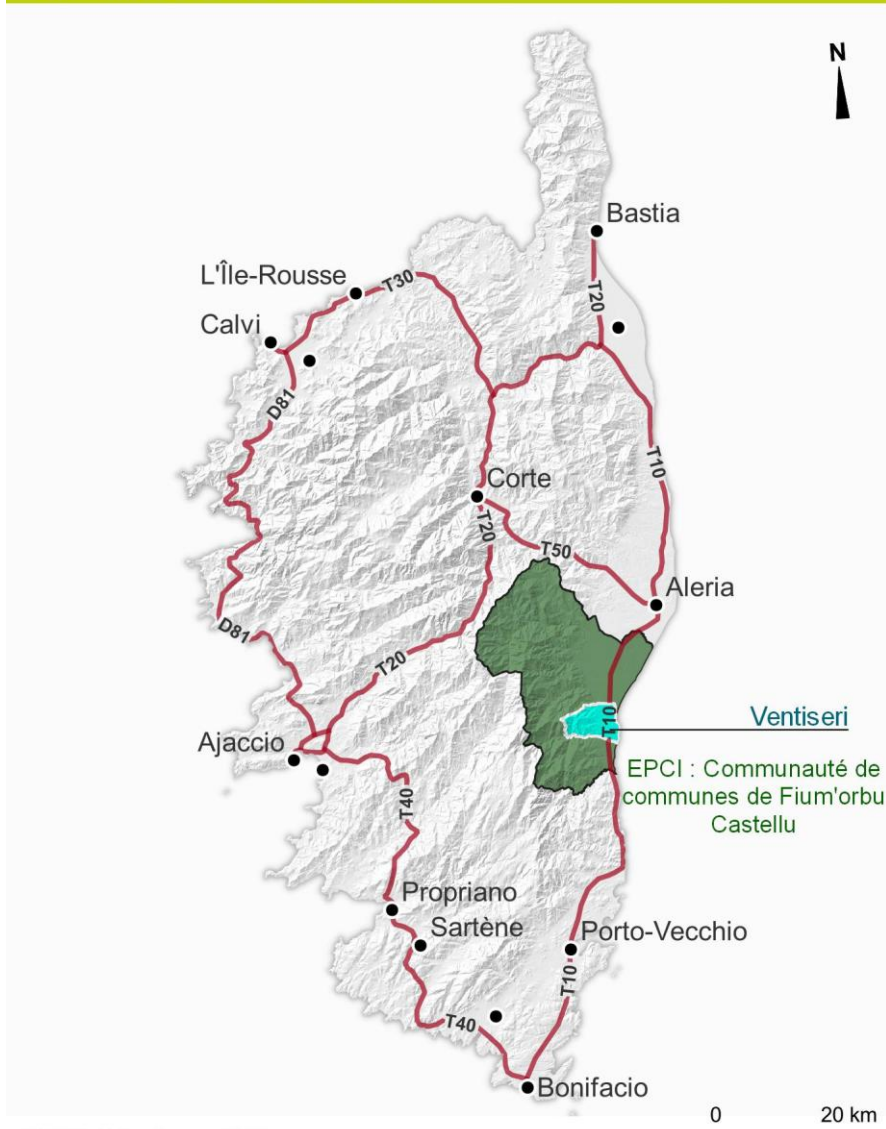 N
Bastia
L'Île-Rousse
T30
T20
Calvi
D81
T10
Corte
T20
T50
Aleria
D81
T20
T10
Ventiseri
Ajaccio
EPCI : Communauté de
communes de Fium'orbu
Castellu
T40
Propriano
Sartène
Porto-Vecchio
T10
T40
Bonifacio
0 20 km